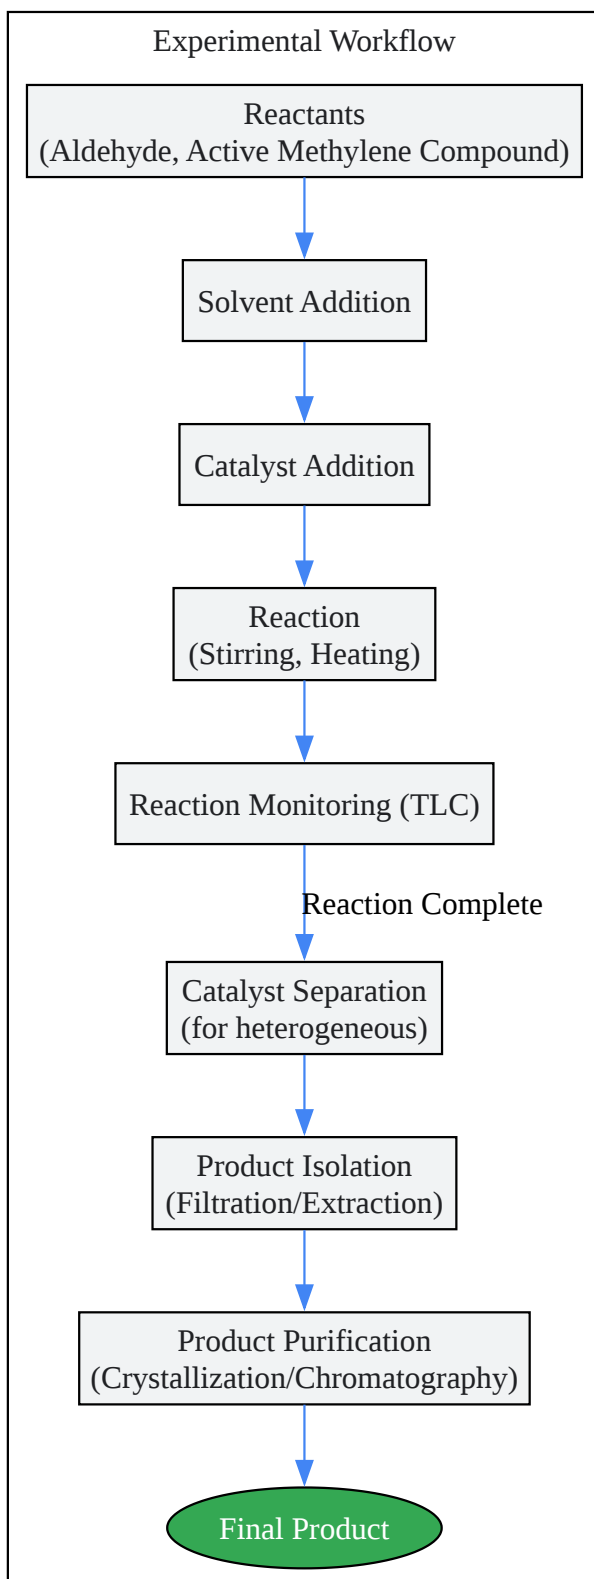 Experimental Workflow
Reactants
(Aldehyde, Active Methylene Compound)
Solvent Addition
Catalyst Addition
Reaction
(Stirring, Heating)
Reaction Monitoring (TLC)
Reaction Complete
Catalyst Separation
(for heterogeneous)
Product Isolation
(Filtration/Extraction)
Product Purification
(Crystallization/Chromatography)
Final Product